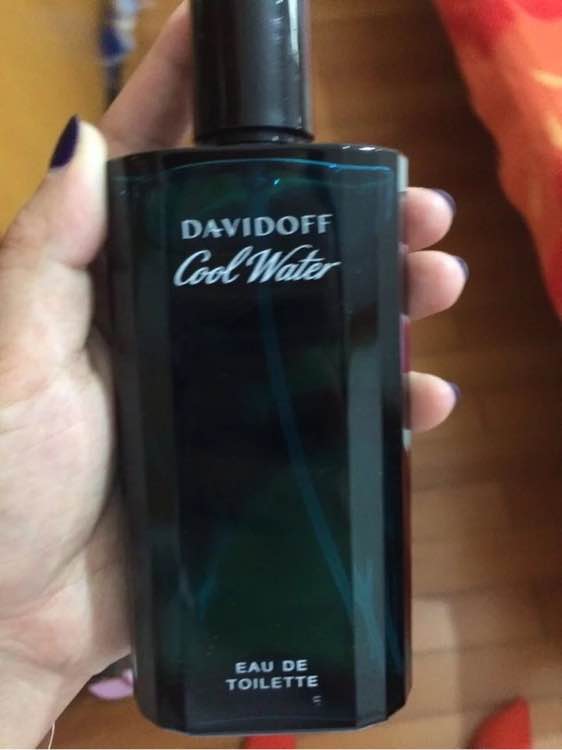 DAVIDOFF
Cool Water
EAU DE
TOILETTE